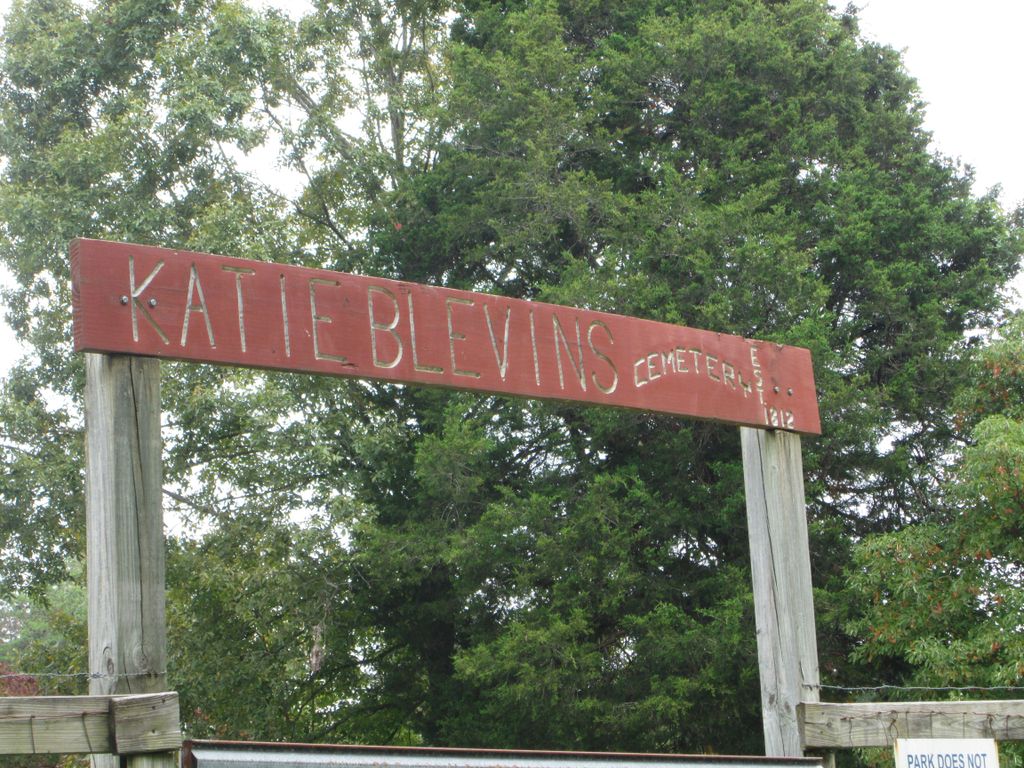 KATIE BLEVINS CEMETERY EST. 1812
PARK DOES NOT